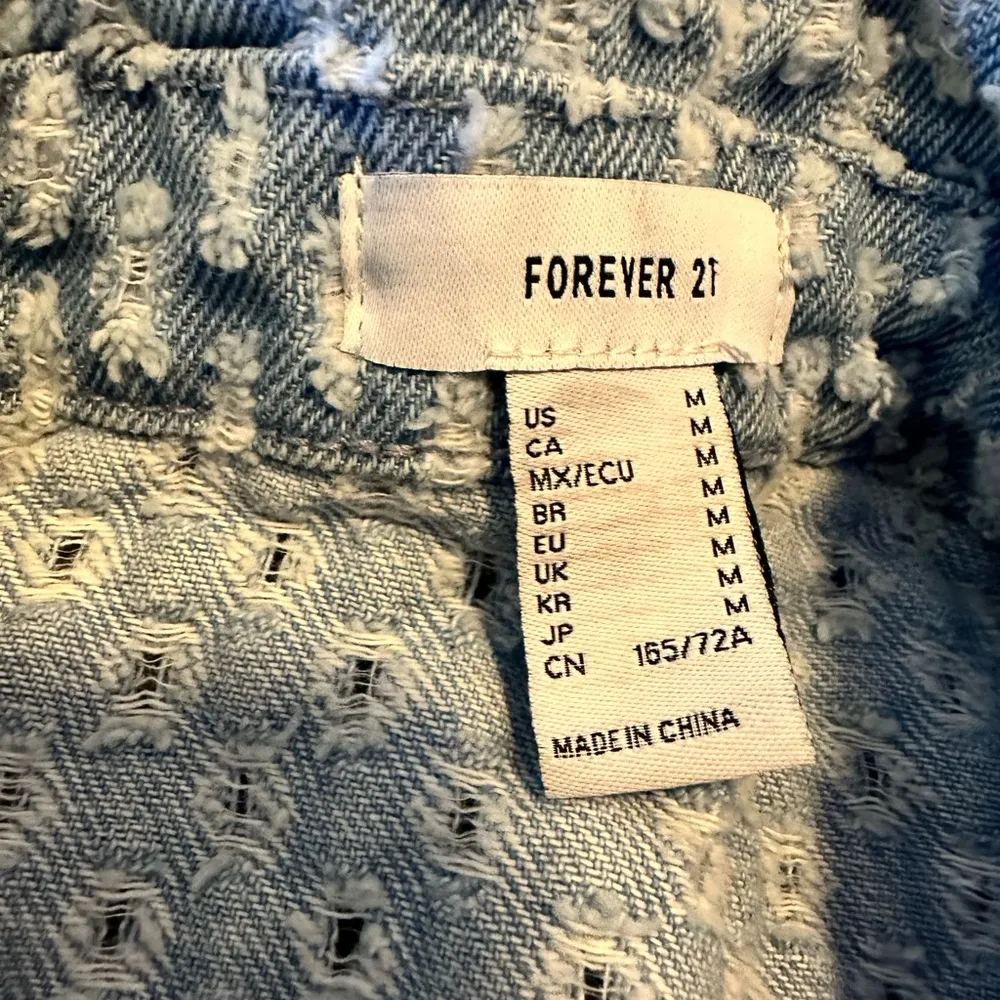 FOREVER 21
US M
CA M
MX/ECU M
BR M
EU M
UK M
KR M
JP M
CN 165/72A
MADE IN CHINA